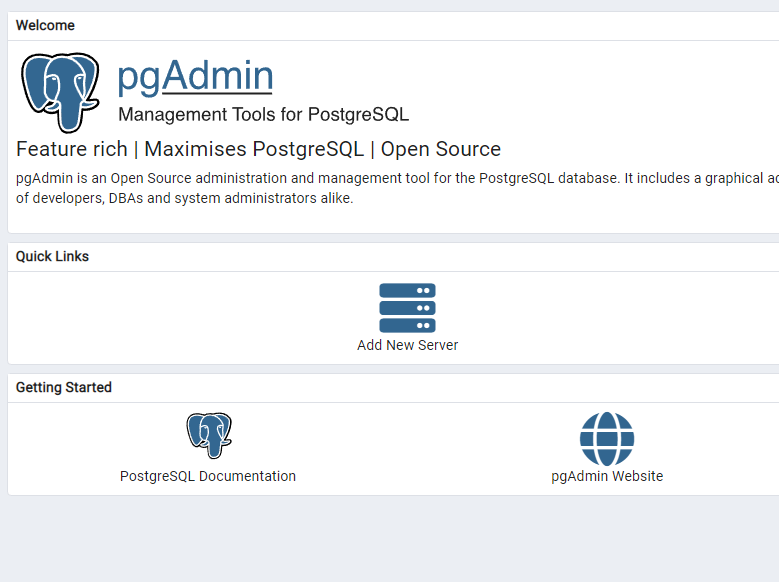 Welcome
pgAdmin
Management Tools for PostgreSQL
Feature rich | Maximises PostgreSQL | Open Source
pgAdmin is an Open Source administration and management tool for the PostgreSQL database. It includes a graphical
of developers, DBAs and system administrators alike.
Quick Links
Add New Server
Getting Started
PostgreSQL Documentation
pgAdmin Website